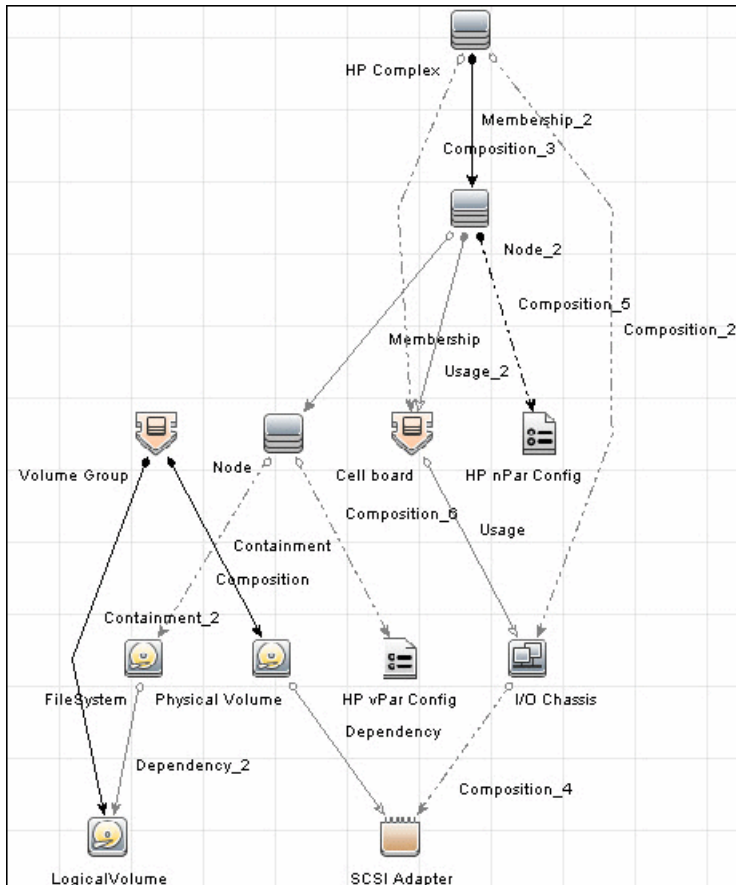 HP Complex
Membership_2
Composition_3
Node_2
Composition_5
Composition_2
Membership
Usage_2
Volume Group
Node
Cell board
HP nPar Config
Composition_6
Usage
Containment
Composition
Containment_2
FileSystem
Physical Volume
HP vPar Config
I/O Chassis
Dependency
Dependency_2
Composition_4
LogicalVolume
SCSI Adapter